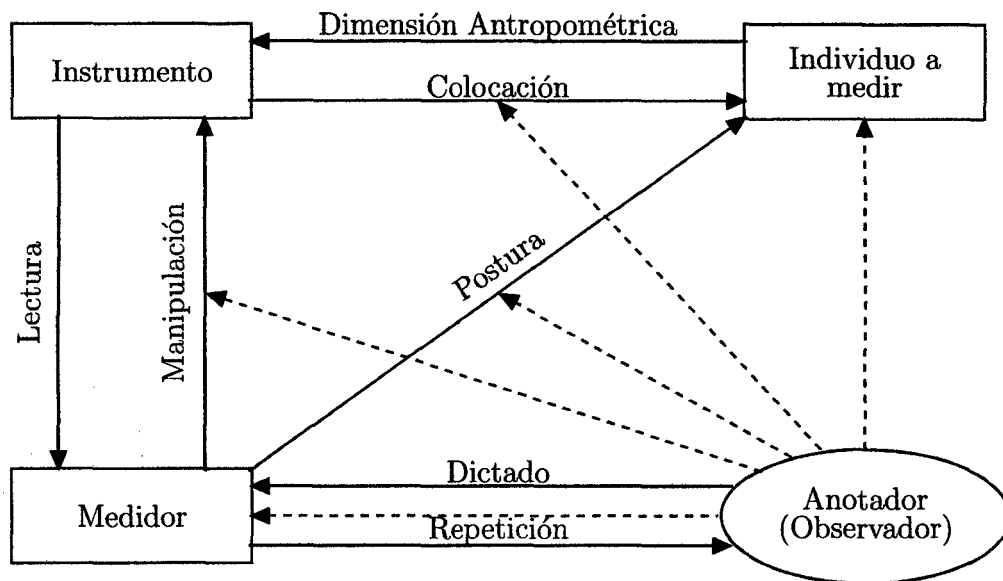 Dimensión Antropométrica
Instrumento
Individuo a
medir
Colocación
Lectura
Manipulación
Postura
Dictado
Medidor
Repetición
Anotador
(Observador)